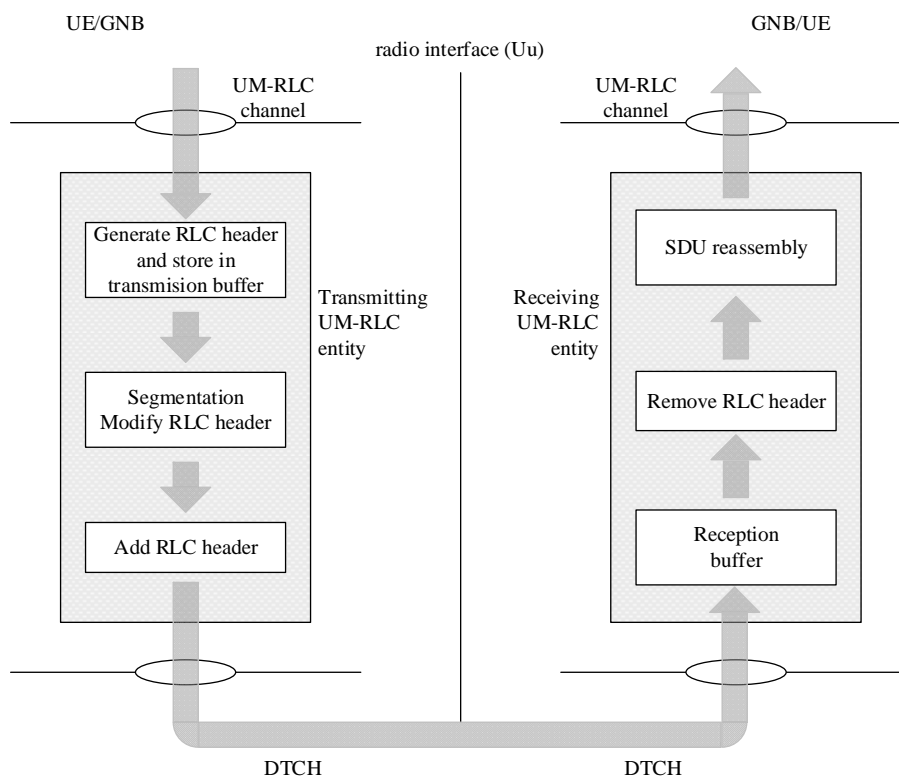 UE/GNB
GNB/UE
radio interface (Uu)
UM-RLC
channel
UM-RLC
channel
Generate RLC header
and store in
transmision buffer
Transmitting
UM-RLC
entity
Segmentation
Modify RLC header
Add RLC header
SDU reassembly
Receiving
UM-RLC
entity
Remove RLC header
Reception
buffer
DTCH
DTCH